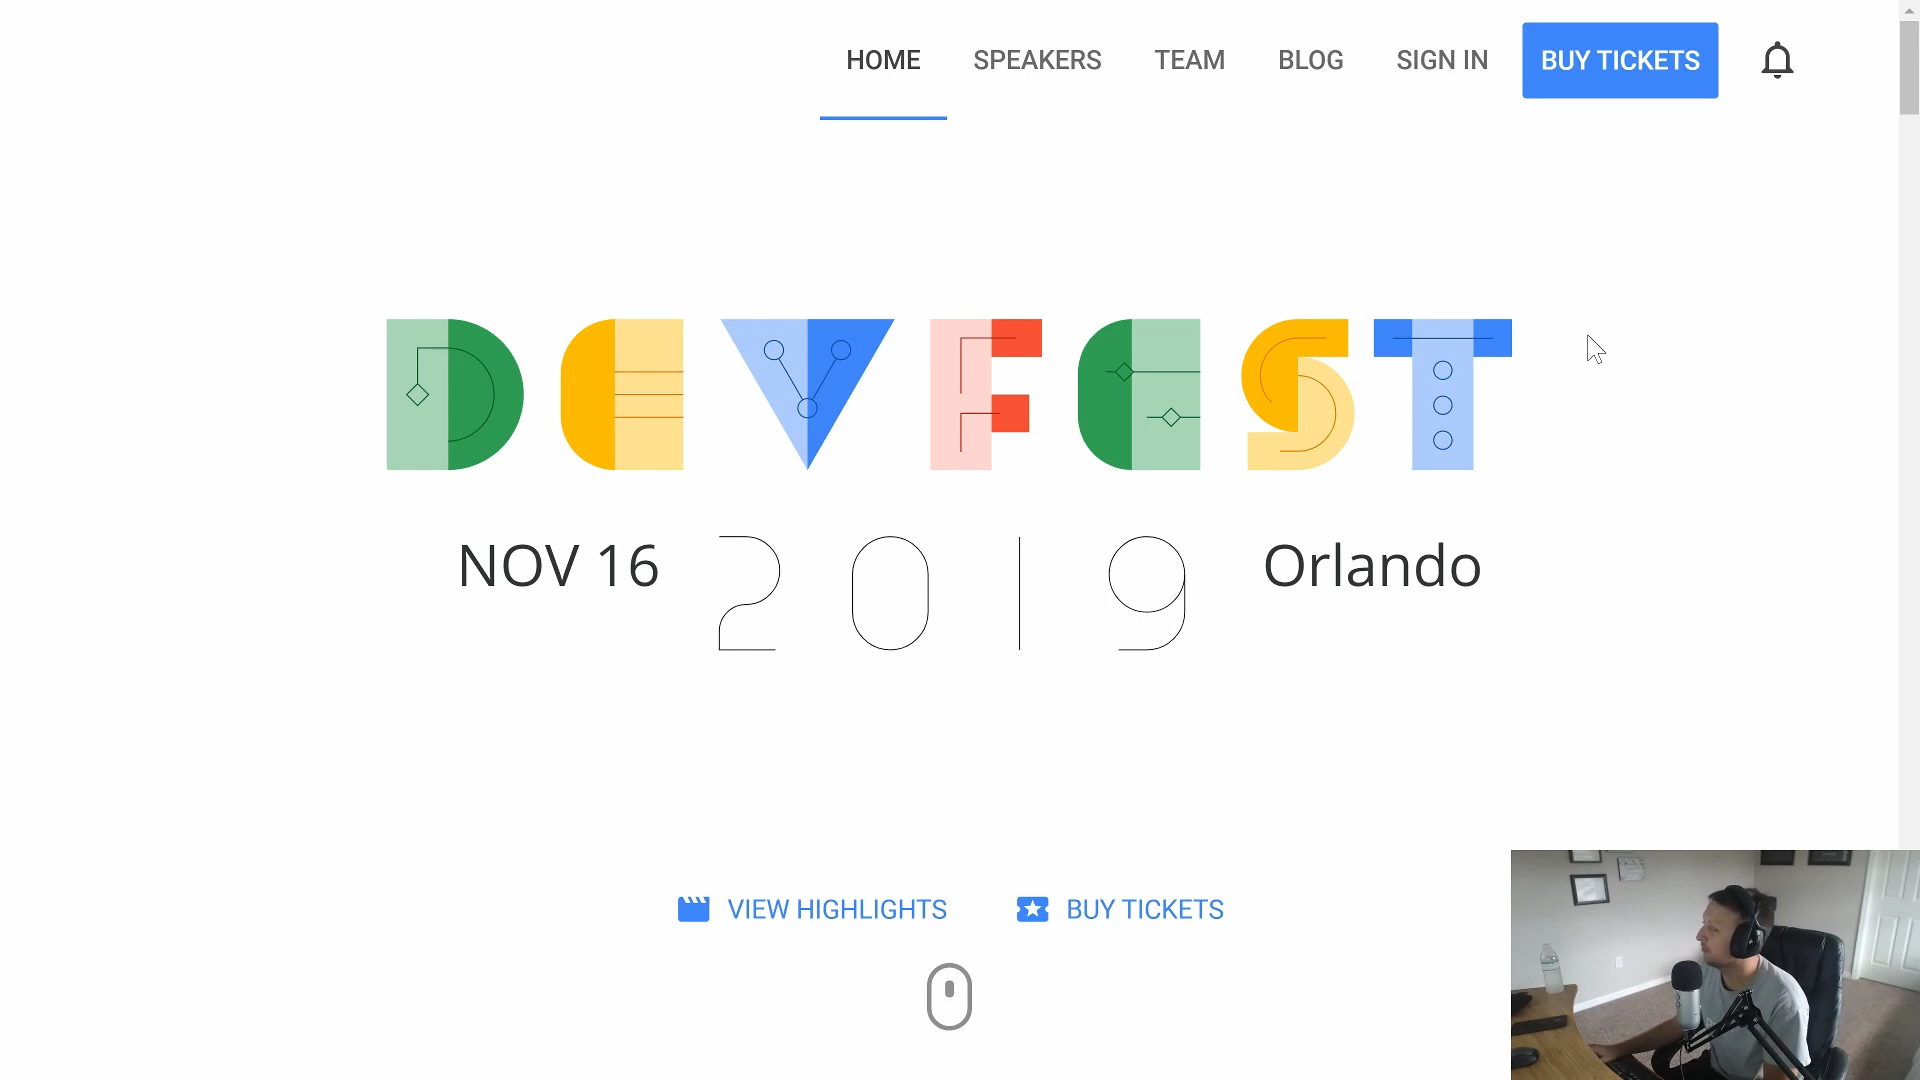 HOME SPEAKERS TEAM BLOG SIGN IN BUY TICKETS
DEVFEST
NOV 16 2019 Orlando
VIEW HIGHLIGHTS BUY TICKETS